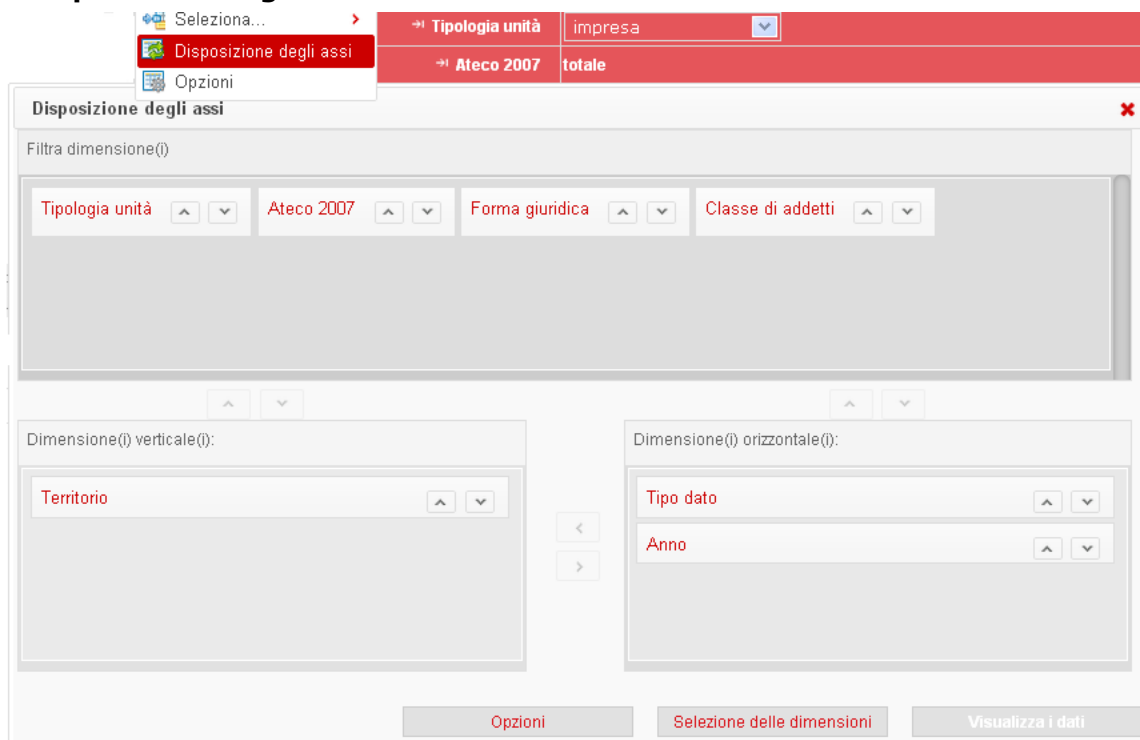 Seleziona...
Tipologia unità impresa
Disposizione degli assi
Ateco 2007 totale
Opzioni
Disposizione degli assi
Filtra dimensione(i)
Tipologia unità Ateco 2007 Forma giuridica Classe di addetti
Dimensione(i) verticale(i): Dimensione(i) orizzontale(i):
Territorio Tipo dato
Anno
Opzioni Selezione delle dimensioni Visualizza i dati